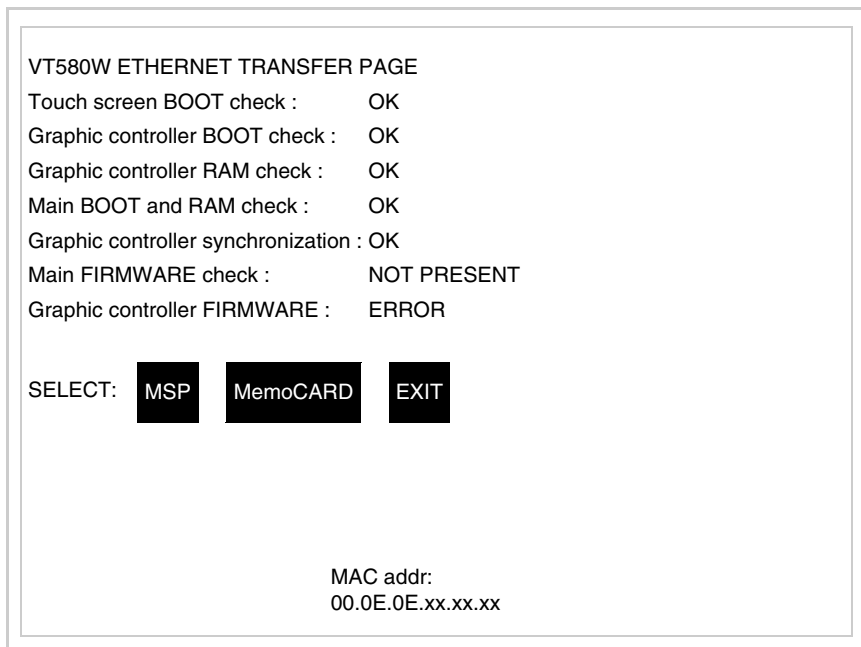 VT580W ETHERNET TRANSFER PAGE
Touch screen BOOT check : OK
Graphic controller BOOT check : OK
Graphic controller RAM check : OK
Main BOOT and RAM check : OK
Graphic controller synchronization : OK
Main FIRMWARE check : NOT PRESENT
Graphic controller FIRMWARE : ERROR
SELECT: MSP MemoCARD EXIT
MAC addr:
00.0E.0E.xx.xx.xx